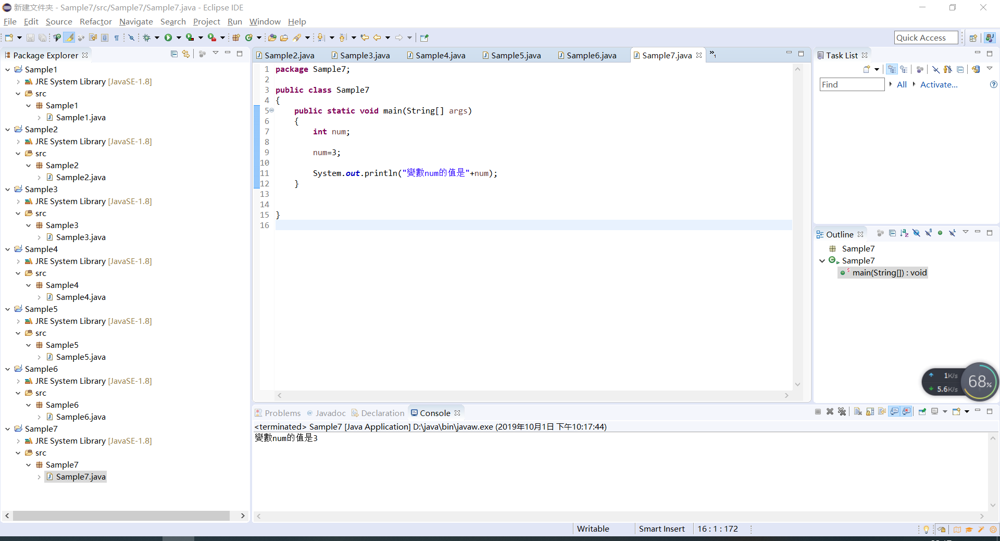 新建文件夹 - Sample7/src/Sample7/Sample7.java - Eclipse IDE
File Edit Source Refactor Navigate Search Project Run Window Help
Quick Access
Package Explorer
Sample1
JRE System Library [JavaSE-1.8]
src
Sample1
Sample1.java
Sample2
JRE System Library [JavaSE-1.8]
src
Sample2
Sample2.java
Sample3
JRE System Library [JavaSE-1.8]
src
Sample3
Sample3.java
Sample4
JRE System Library [JavaSE-1.8]
src
Sample4
Sample4.java
Sample5
JRE System Library [JavaSE-1.8]
src
Sample5
Sample5.java
Sample6
JRE System Library [JavaSE-1.8]
src
Sample6
Sample6.java
Sample7
JRE System Library [JavaSE-1.8]
src
Sample7
Sample7.java
Sample2.java Sample3.java Sample4.java Sample5.java Sample6.java Sample7.java »1
1 package Sample7;
2
3 public class Sample7
4 {
5 public static void main(String[] args)
6 {
7 int num;
8
9 num=3;
10
11 System.out.println("變數num的值是"+num);
12 }
13
14
15 }
16
Task List
Find All Activate...
Outline
Sample7
Sample7
main(String[]) : void
1K/s
5.6K/s
68%
Problems @ Javadoc Declaration Console
<terminated> Sample7 [Java Application] D:\java\bin\javaw.exe (2019年10月1日 下午10:17:44)
變數num的值是3
Writable Smart Insert 16 : 1 : 172